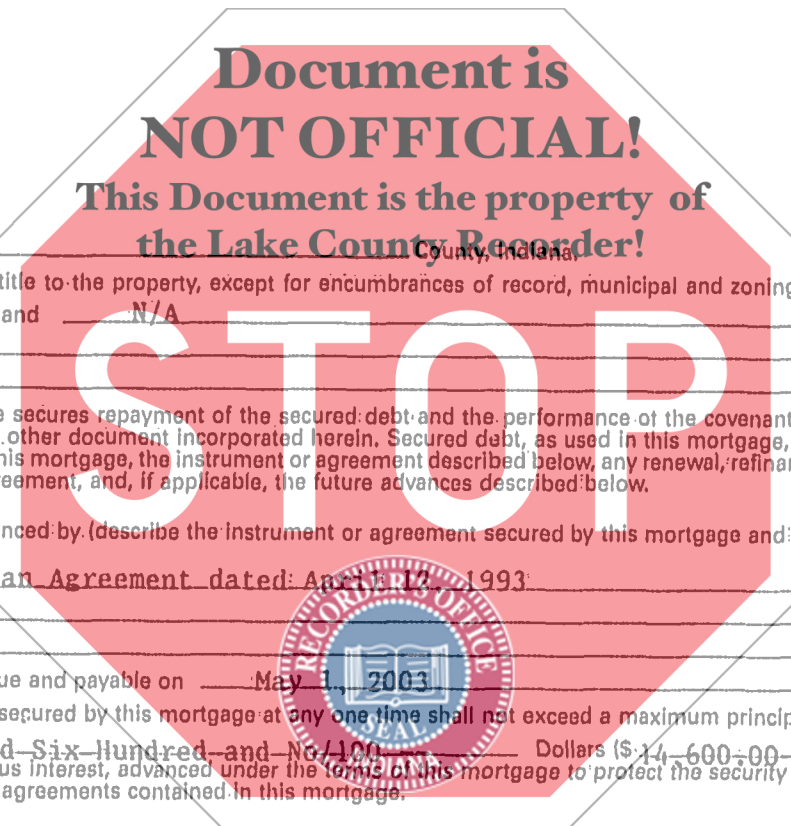 Document is
NOT OFFICIAL!
This Document is the property of
the Lake County Recorder!
County, Indiana,
title to the property, except for encumbrances of record, municipal and zoning
and N/A
STOP
secures repayment of the secured debt and the performance of the covenant
other document incorporated herein. Secured debt, as used in this mortgage,
his mortgage, the instrument or agreement described below, any renewal, refinan
reement, and, if applicable, the future advances described below.
nced by (describe the instrument or agreement secured by this mortgage and
an Agreement dated April 12, 1993
RECORDER'S OFFICE
ue and payable on May 1, 2003
secured by this mortgage at any one time shall not exceed a maximum princip
SEAL
d Six Hundred and No/100 Dollars ($ 14,600.00
us interest, advanced under the terms of this mortgage to protect the security
INDIANA
agreements contained in this mortgage.